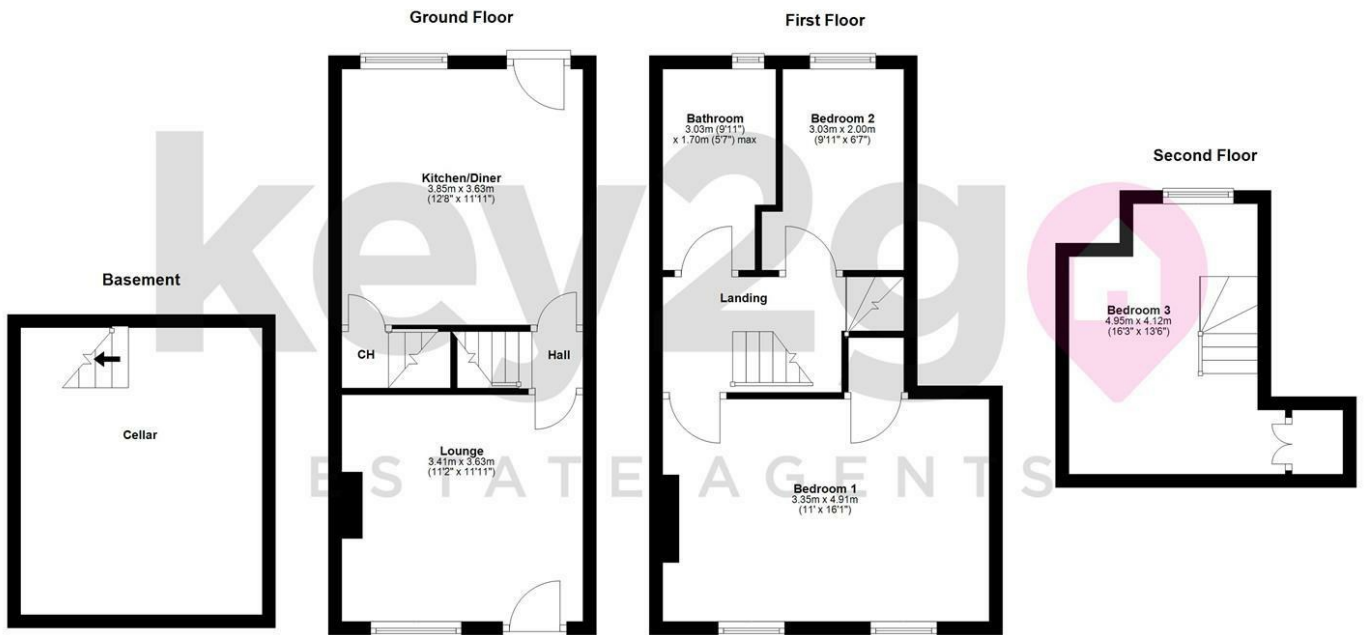 Basement
Cellar
Ground Floor
Kitchen/Diner
3.85m x 3.63m
(12'8" x 11'11")
CH
Hall
Lounge
3.41m x 3.63m
(11'2" x 11'11")
First Floor
Bathroom
3.03m (9'11")
x 1.70m (5'7") max
Bedroom 2
3.03m x 2.00m
(9'11" x 6'7")
Landing
Bedroom 1
3.35m x 4.91m
(11' x 16'1")
Second Floor
Bedroom 3
4.95m x 4.12m
(16'3" x 13'6")
key2go
ESTATE AGENTS